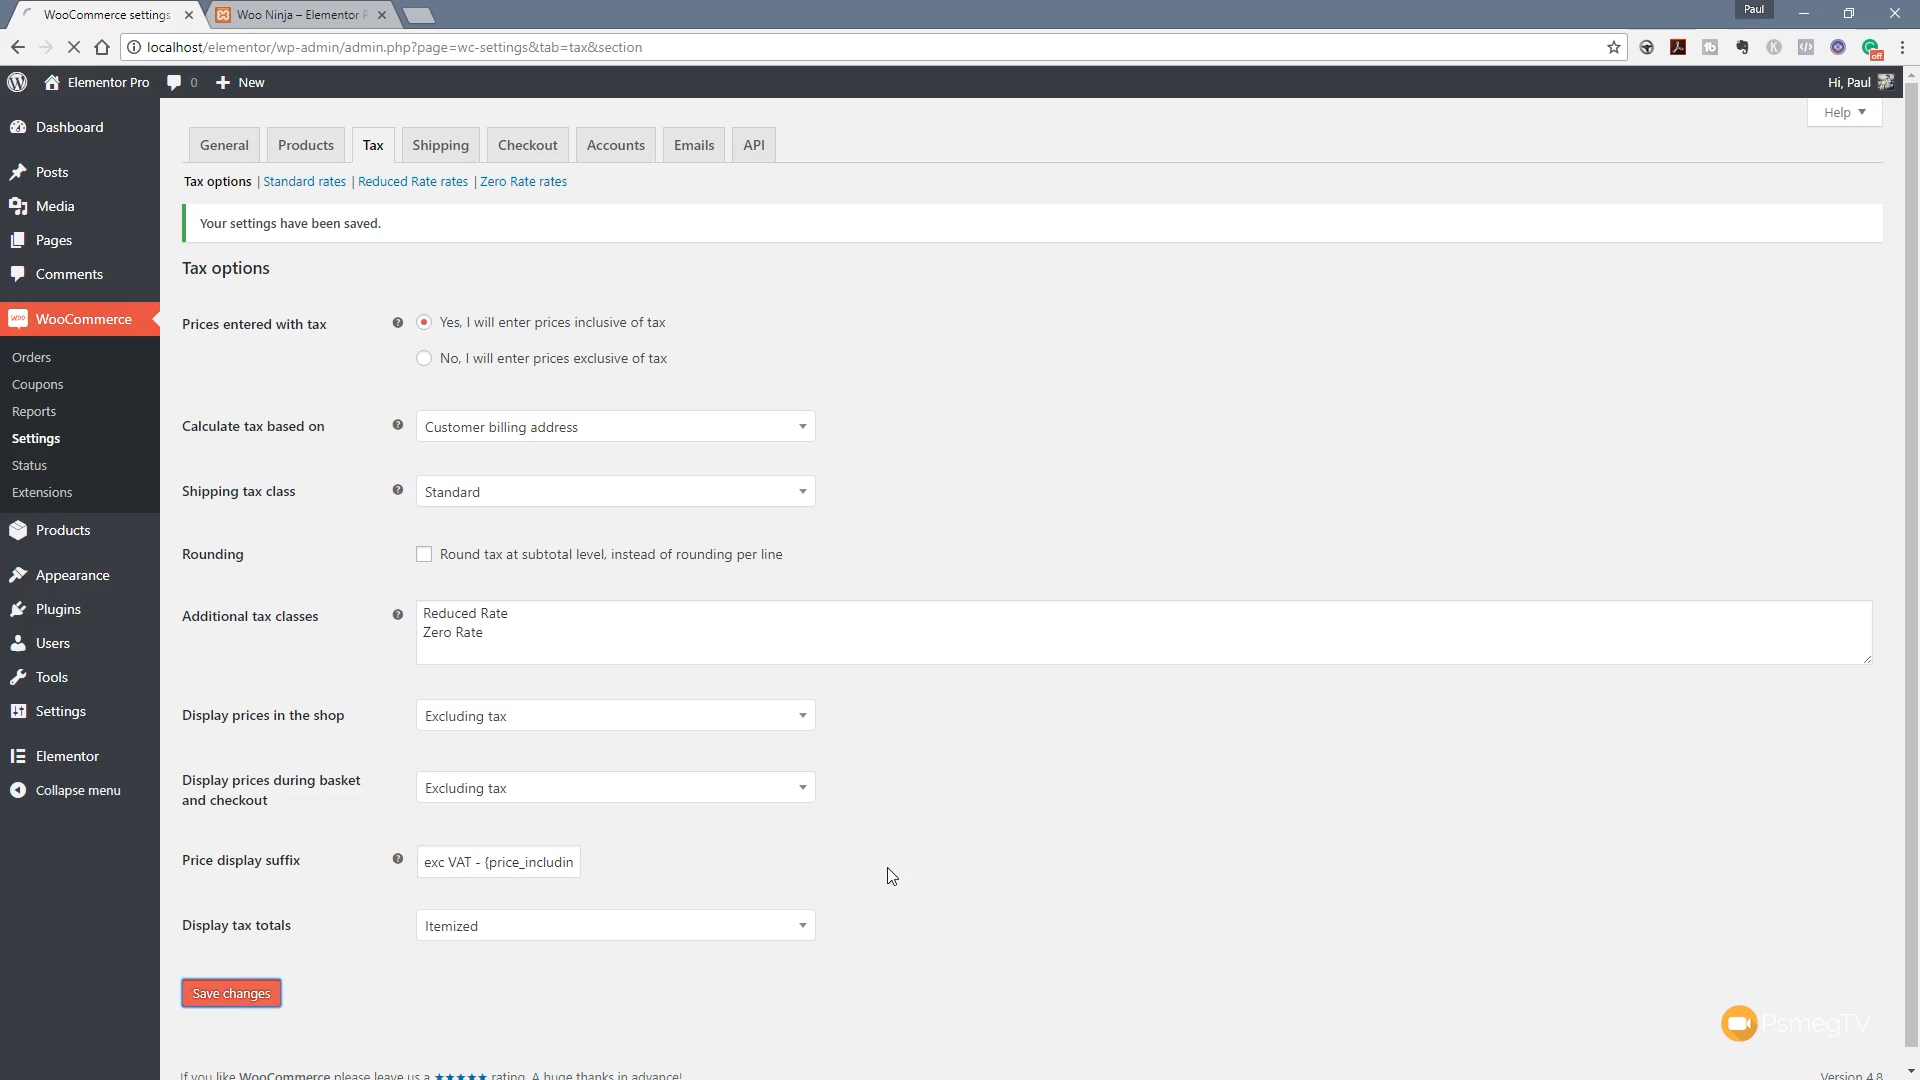 WooCommerce settings
Woo Ninja – Elementor P
Paul
localhost/elementor/wp-admin/admin.php?page=wc-settings&tab=tax&section
off
Elementor Pro
0
New
Hi, Paul
Help
Dashboard
Posts
Media
Pages
Comments
WooCommerce
Orders
Coupons
Reports
Settings
Status
Extensions
Products
Appearance
Plugins
Users
Tools
Settings
Elementor
Collapse menu
General Products Tax Shipping Checkout Accounts Emails API
Tax options | Standard rates | Reduced Rate rates | Zero Rate rates
Your settings have been saved.
Tax options
Prices entered with tax
Yes, I will enter prices inclusive of tax
No, I will enter prices exclusive of tax
Calculate tax based on
Customer billing address
Shipping tax class
Standard
Rounding
Round tax at subtotal level, instead of rounding per line
Additional tax classes
Reduced Rate
Zero Rate
Display prices in the shop
Excluding tax
Display prices during basket
and checkout
Excluding tax
Price display suffix
exc VAT - {price_includin
Display tax totals
Itemized
Save changes
PsmegTV
If you like WooCommerce please leave us a ★★★★★ rating. A huge thanks in advance!
Version 4.8